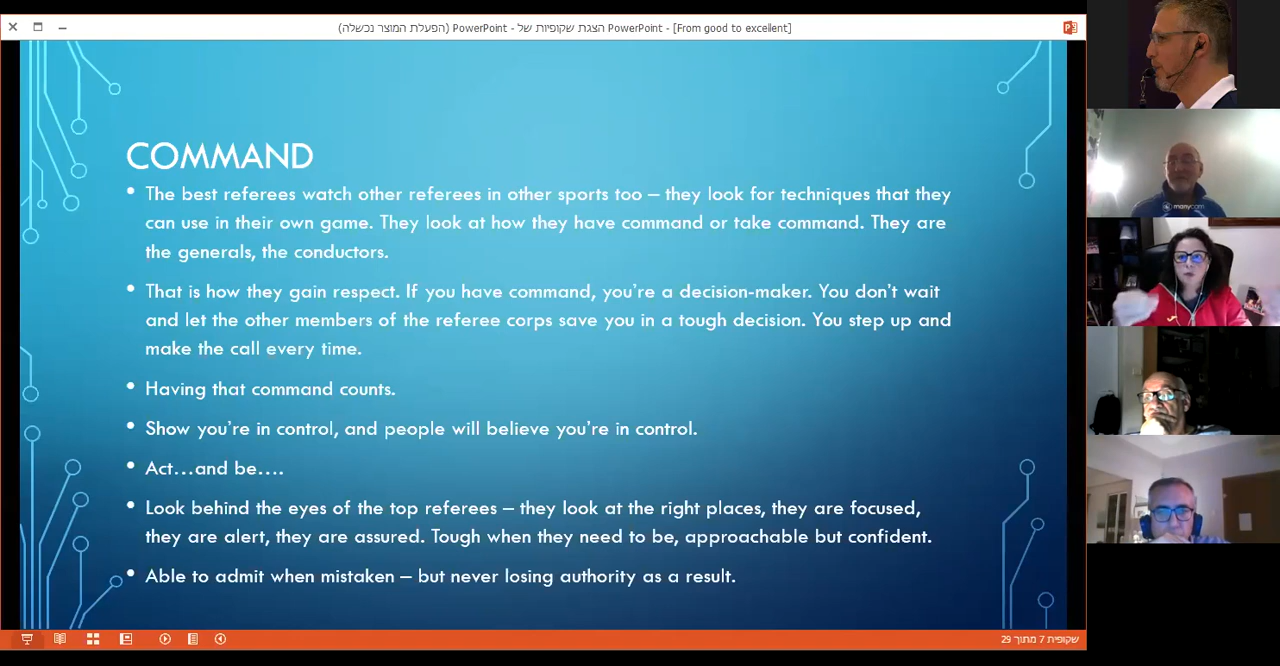 [From good to excellent] - PowerPoint הצגת שקופיות של - PowerPoint (הפעלת המוצר נכשלה)
COMMAND
• The best referees watch other referees in other sports too – they look for techniques that they
can use in their own game. They look at how they have command or take command. They are
the generals, the conductors.
• That is how they gain respect. If you have command, you're a decision-maker. You don't wait
and let the other members of the referee corps save you in a tough decision. You step up and
make the call every time.
• Having that command counts.
• Show you're in control, and people will believe you're in control.
• Act...and be....
• Look behind the eyes of the top referees – they look at the right places, they are focused,
they are alert, they are assured. Tough when they need to be, approachable but confident.
• Able to admit when mistaken – but never losing authority as a result.
שקופית 7 מתוך 29
manycam